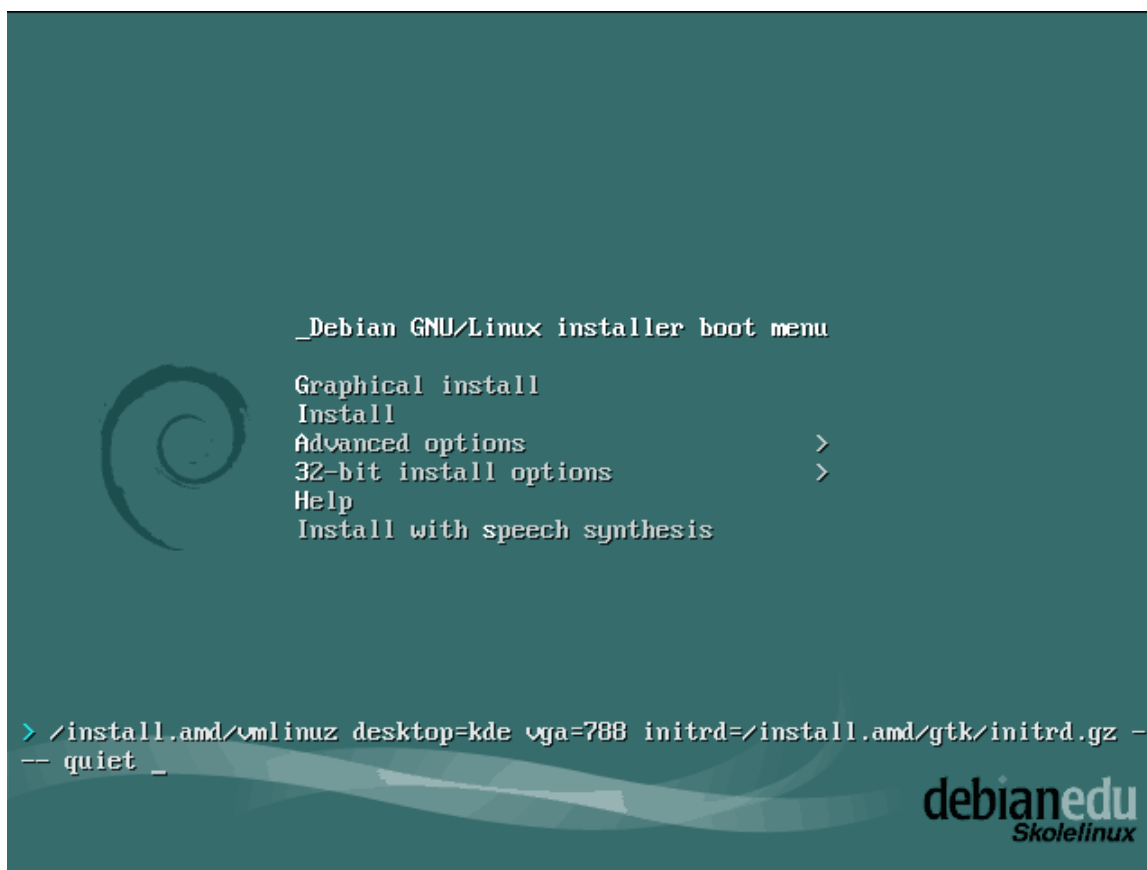 _Debian GNU/Linux installer boot menu
Graphical install
Install
Advanced options >
32-bit install options >
Help
Install with speech synthesis
> /install.amd/vmlinuz desktop=kde vga=788 initrd=/install.amd/gtk/initrd.gz -
-- quiet _
debianedu
Skolelinux